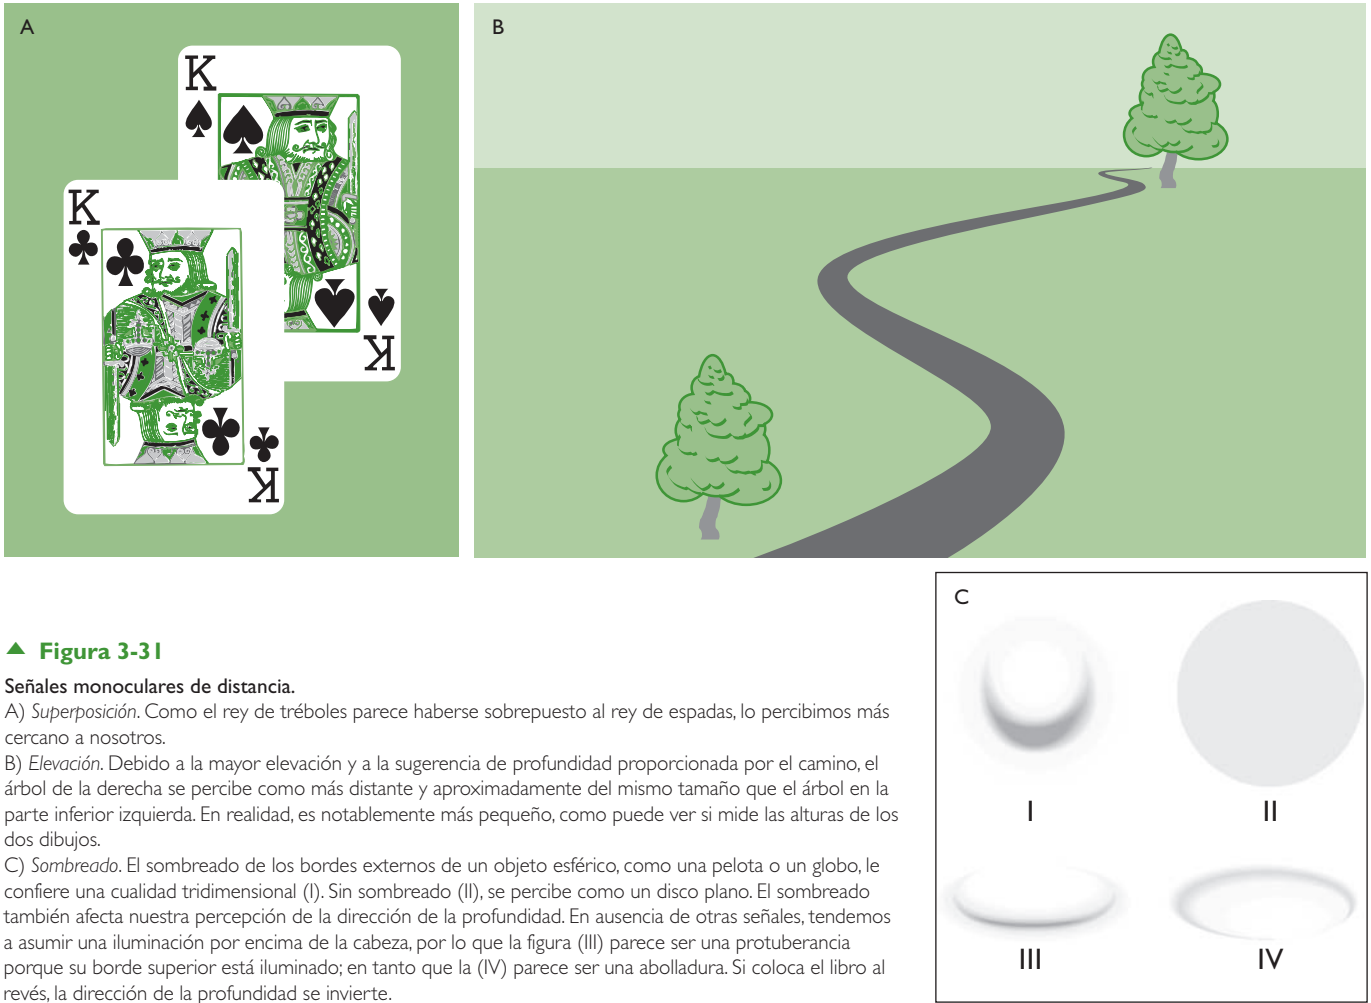 A
K
K
K
K
B
▲ Figura 3-31
Señales monoculares de distancia.
A) Superposición. Como el rey de tréboles parece haberse sobrepuesto al rey de espadas, lo percibimos más
cercano a nosotros.
B) Elevación. Debido a la mayor elevación y a la sugerencia de profundidad proporcionada por el camino, el
árbol de la derecha se percibe como más distante y aproximadamente del mismo tamaño que el árbol en la
parte inferior izquierda. En realidad, es notablemente más pequeño, como puede ver si mide las alturas de los
dos dibujos.
C) Sombreado. El sombreado de los bordes externos de un objeto esférico, como una pelota o un globo, le
confiere una cualidad tridimensional (I). Sin sombreado (II), se percibe como un disco plano. El sombreado
también afecta nuestra percepción de la dirección de la profundidad. En ausencia de otras señales, tendemos
a asumir una iluminación por encima de la cabeza, por lo que la figura (III) parece ser una protuberancia
porque su borde superior está iluminado; en tanto que la (IV) parece ser una abolladura. Si coloca el libro al
revés, la dirección de la profundidad se invierte.
C
I
II
III
IV